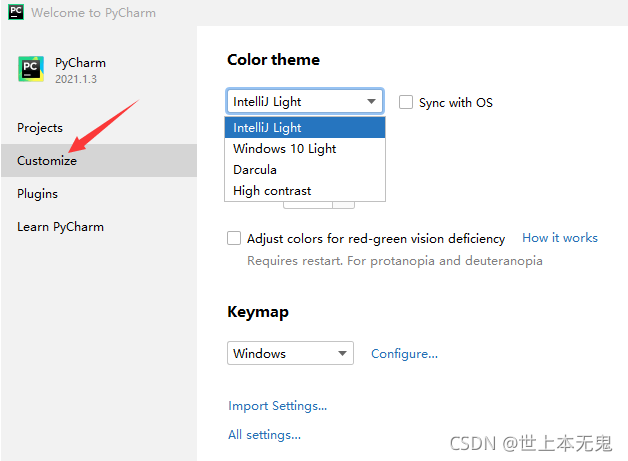 Welcome to PyCharm
PyCharm
2021.1.3
Projects
Customize
Plugins
Learn PyCharm
Color theme
IntelliJ Light
Sync with OS
IntelliJ Light
Windows 10 Light
Darcula
High contrast
Adjust colors for red-green vision deficiency How it works
Requires restart. For protanopia and deuteranopia
Keymap
Windows Configure...
Import Settings...
All settings...
CSDN @世上本无鬼